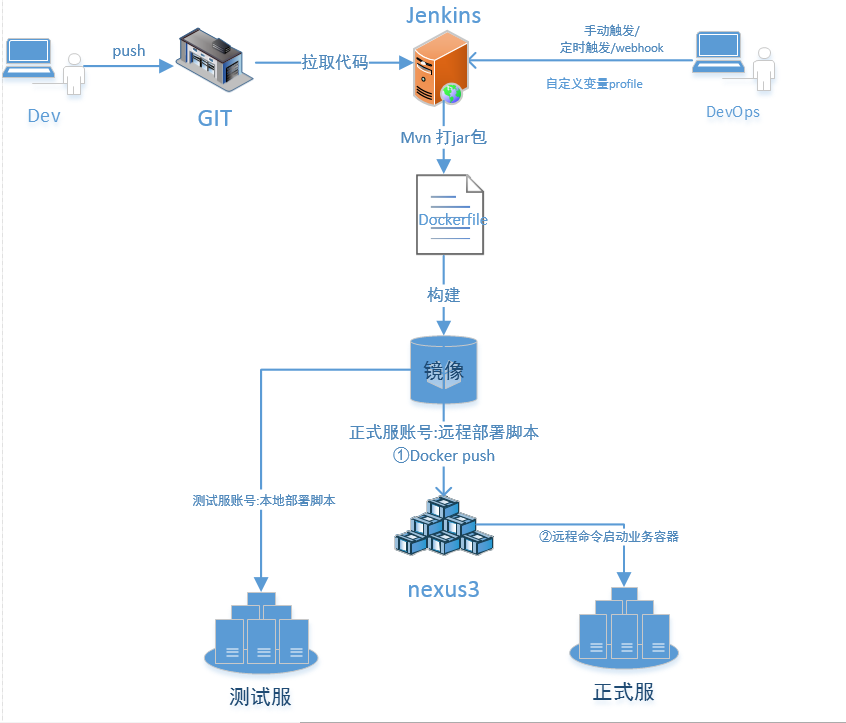 Jenkins
push
拉取代码
手动触发/
定时触发/webhook
自定义变量profile
Dev
GIT
DevOps
Mvn 打jar包
Dockerfile
构建
镜像
正式服账号:远程部署脚本
①Docker push
测试服账号:本地部署脚本
②远程命令启动业务容器
nexus3
测试服
正式服